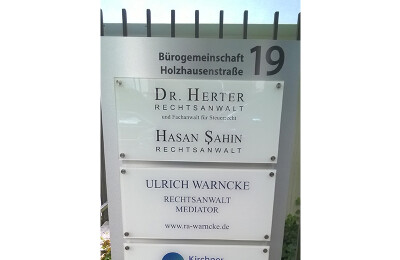 Bürogemeinschaft
Holzhausenstraße 19
DR. HERTER
RECHTSANWALT
und Fachanwalt für Steuerrecht
HASAN ŞAHIN
RECHTSANWALT
ULRICH WARNCKE
RECHTSANWALT
MEDIATOR
www.ra-warncke.de
Kirchner